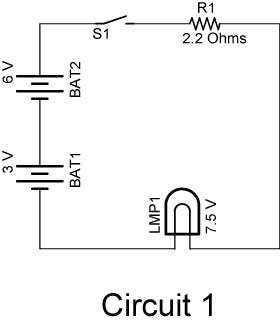 R1
S1
2.2 Ohms
6 V
BAT2
3 V
BAT1
LMP1
7.5 V
Circuit 1